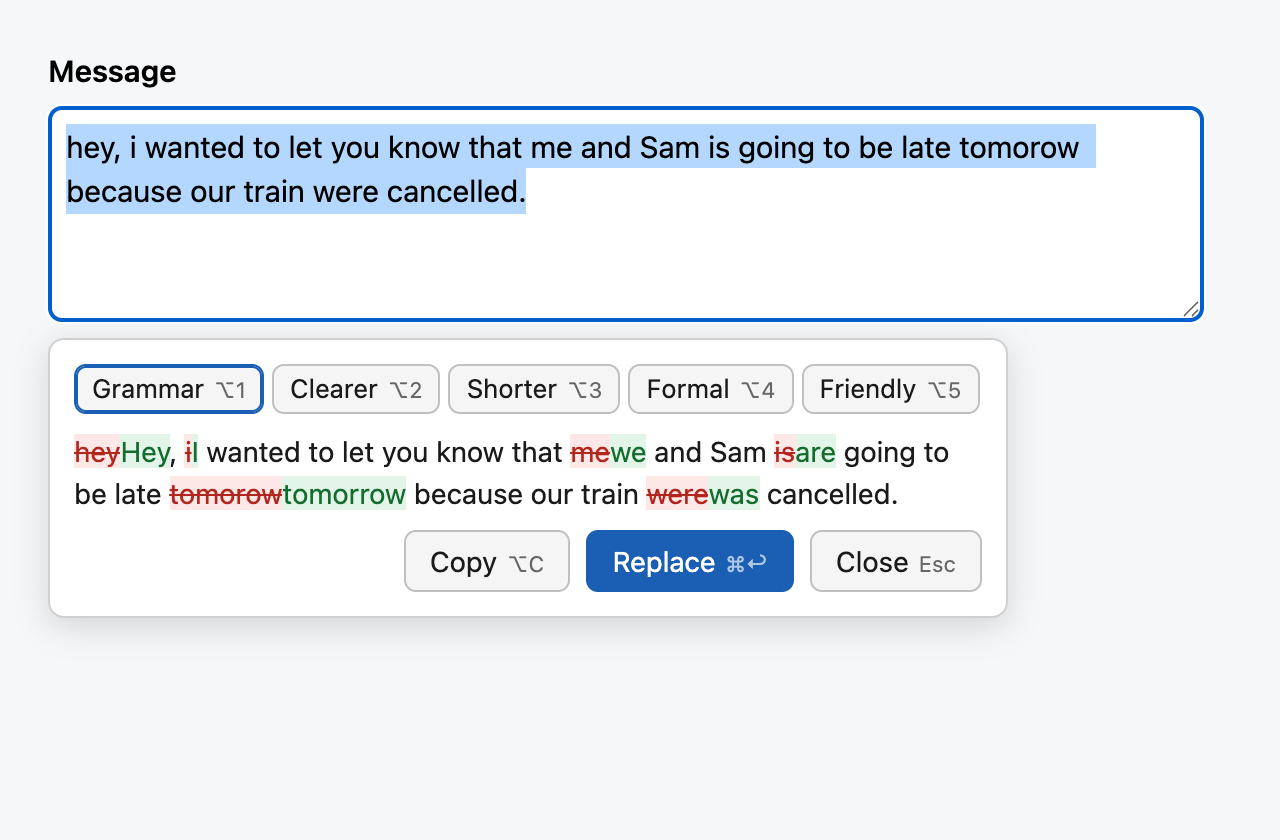 Message
hey, i wanted to let you know that me and Sam is going to be late tomorow
because our train were cancelled.
Grammar ⌥1 Clearer ⌥2 Shorter ⌥3 Formal ⌥4 Friendly ⌥5
heyHey, iI wanted to let you know that mewe and Sam isare going to
be late tomorowtomorrow because our train werewas cancelled.
Copy ⌥C Replace ⌘↩ Close Esc